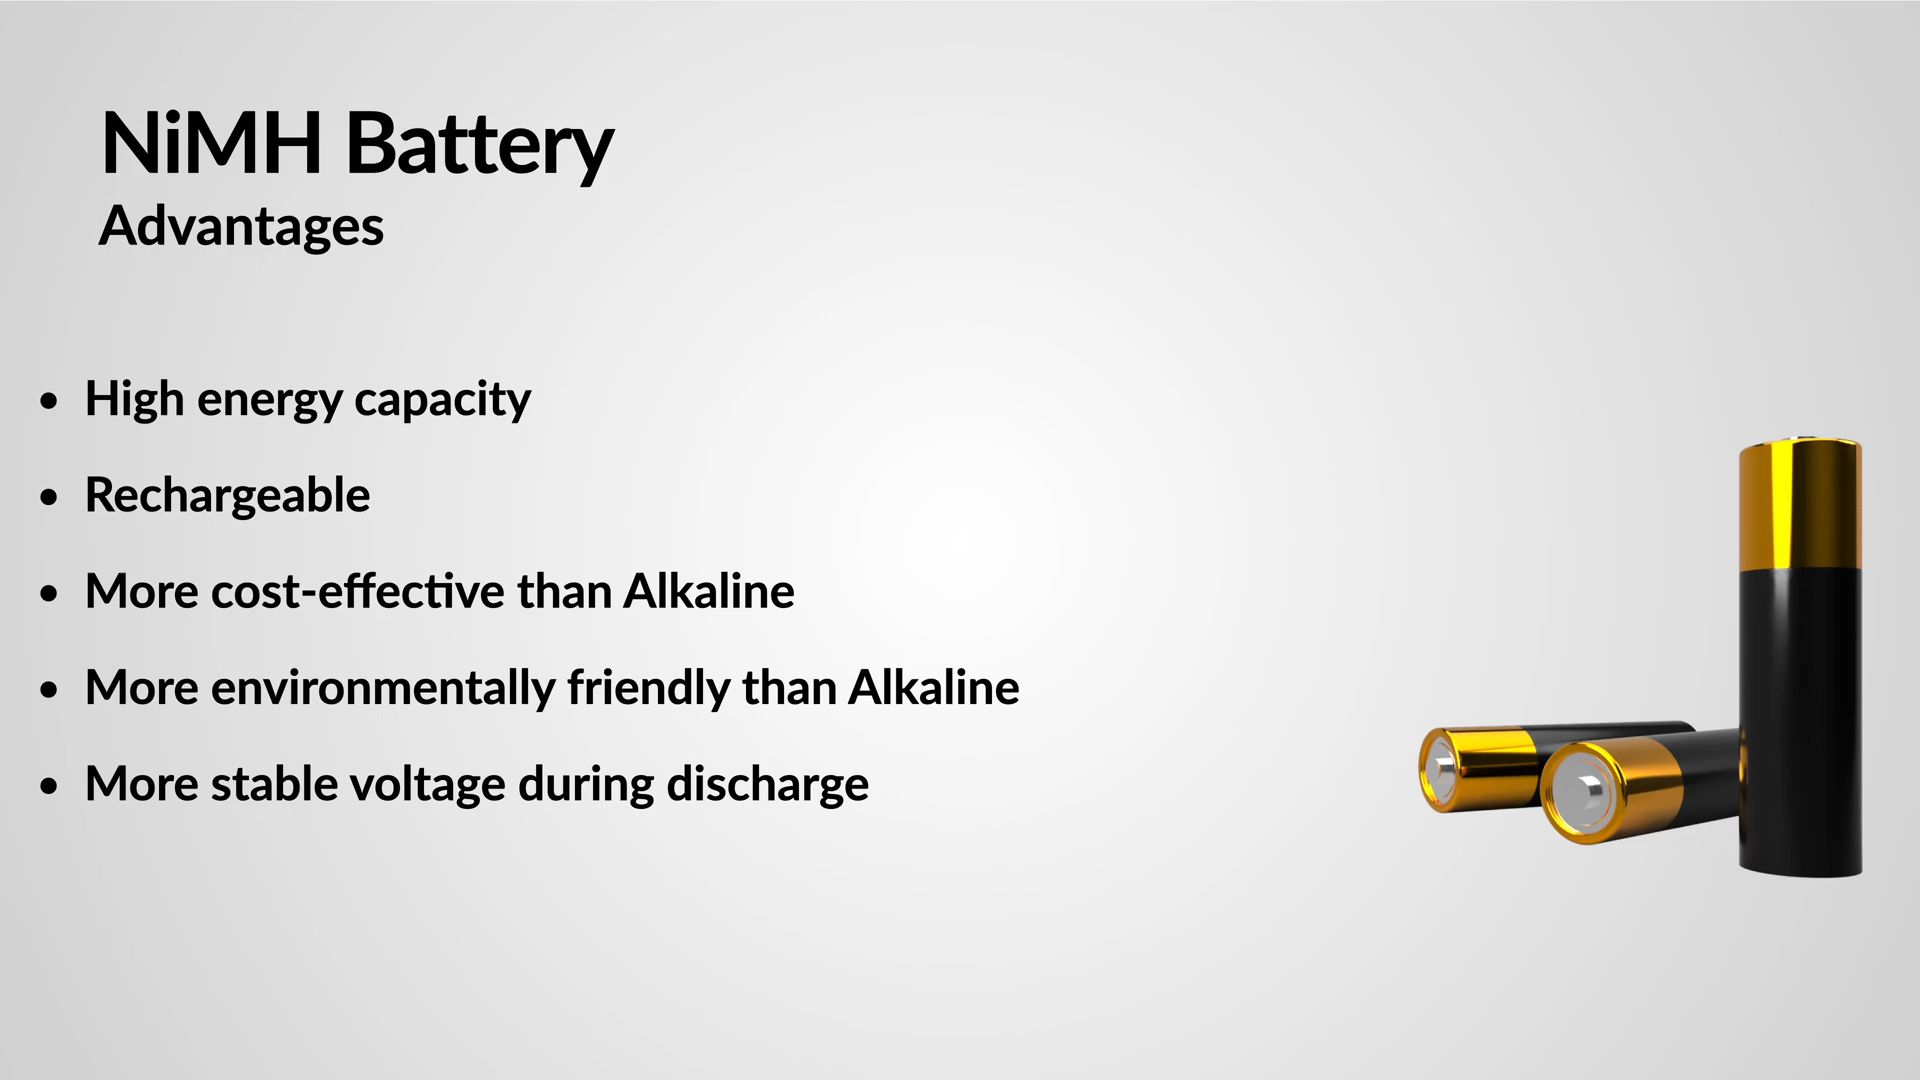 NiMH Battery
Advantages
• High energy capacity
• Rechargeable
• More cost-effective than Alkaline
• More environmentally friendly than Alkaline
• More stable voltage during discharge